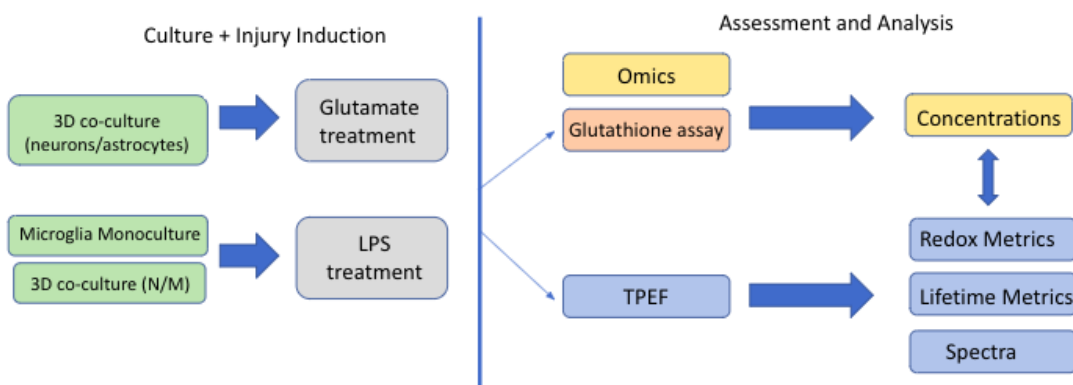 Culture + Injury Induction
3D co-culture
(neurons/astrocytes)
Glutamate
treatment
Microglia Monoculture
3D co-culture (N/M)
LPS
treatment
Assessment and Analysis
Omics
Glutathione assay
Concentrations
TPEF
Redox Metrics
Lifetime Metrics
Spectra